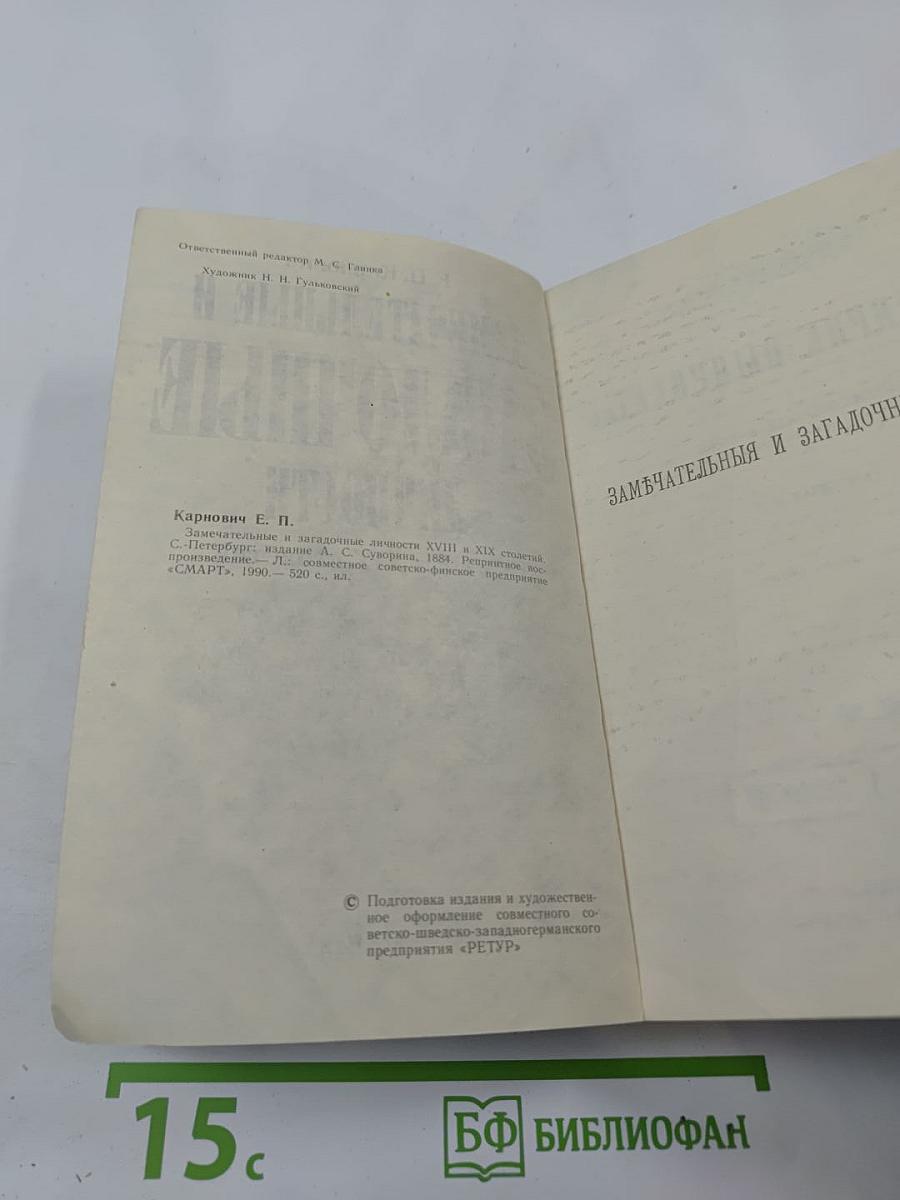 Ответственный редактор М. С. Глинка
Художник Н. Н. Гульковский
Карнович Е. П.
Замечательные и загадочные личности XVIII и XIX столетий.
С.-Петербург: издание А. С. Суворина, 1884. Репринтное вос-
произведение.— Л.: совместное советско-финское предприятие
«СМАРТ», 1990.— 520 с., ил.
© Подготовка издания и художествен-
ное оформление совместного со-
ветско-шведско-западногерманского
предприятия «РЕТУР»
ЗАМѢЧАТЕЛЬНЫЯ И ЗАГАДОЧН
15 с
БФ БИБЛИОФАН